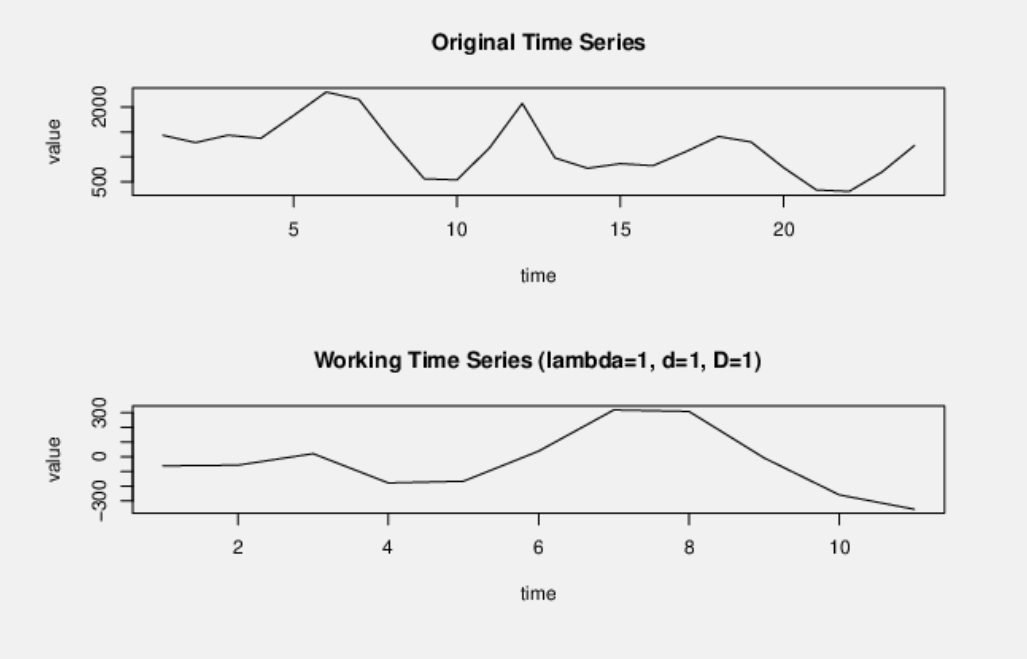 Original Time Series
value
2000
500
5 10 15 20
time
Working Time Series (lambda=1, d=1, D=1)
value
300
0
-300
2 4 6 8 10
time